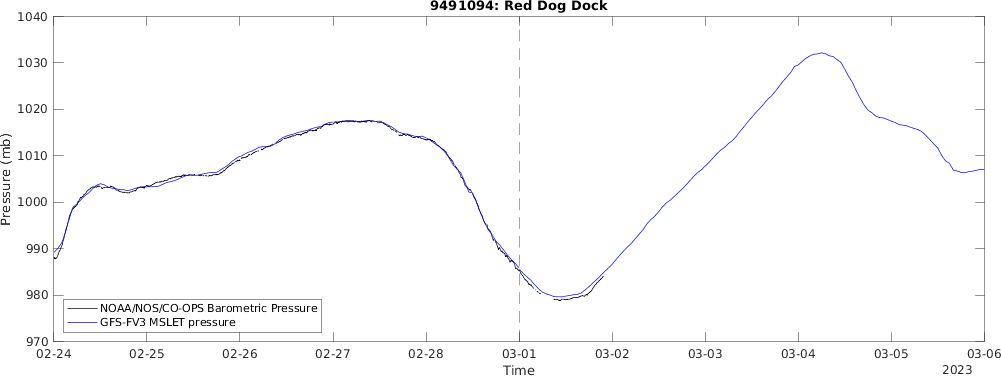 9491094: Red Dog Dock
Pressure (mb)
1040
1030
1020
1010
1000
990
980
970
NOAA/NOS/CO-OPS Barometric Pressure
GFS-FV3 MSLET pressure
02-24 02-25 02-26 02-27 02-28 03-01 03-02 03-03 03-04 03-05 03-06
Time
2023